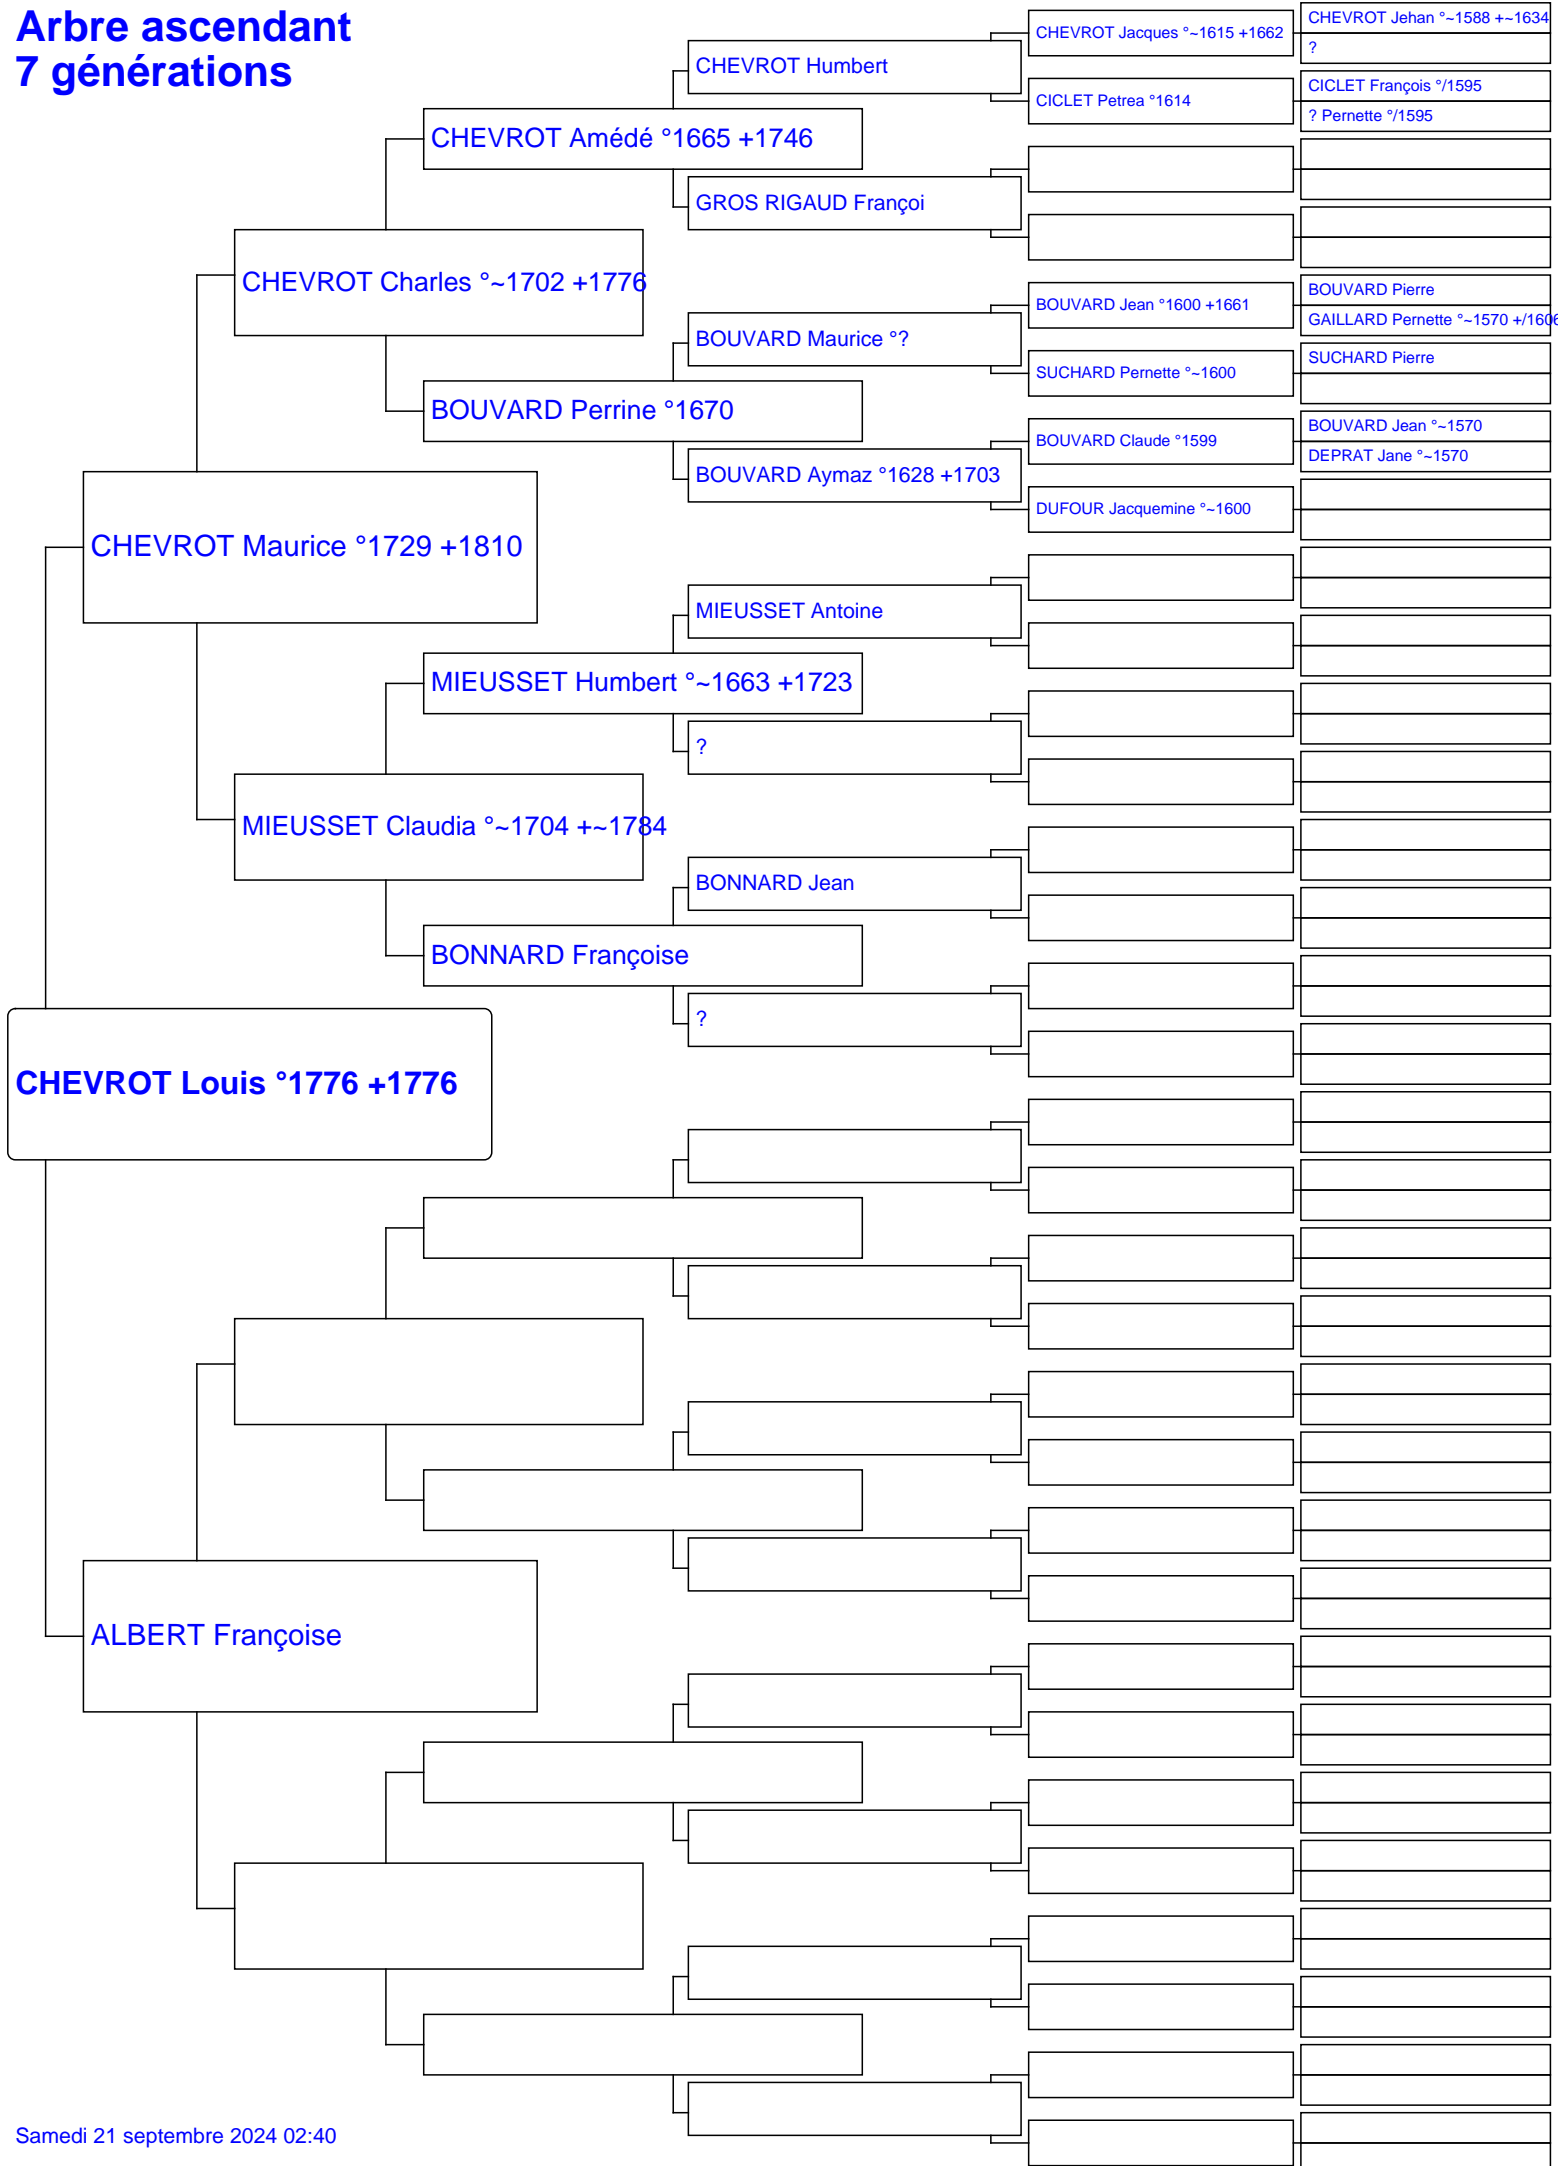 Arbre ascendant
7 générations
CHEVROT Jacques °~1615 +1662
CHEVROT Jehan °~1588 +~1634
?
CHEVROT Humbert
CICLET Petrea °1614
CICLET François °/1595
? Pernette °/1595
CHEVROT Amédé °1665 +1746
GROS RIGAUD Françoi
CHEVROT Charles °~1702 +1776
BOUVARD Jean °1600 +1661
BOUVARD Pierre
GAILLARD Pernette °~1570 +/1606
BOUVARD Maurice °?
SUCHARD Pernette °~1600
SUCHARD Pierre
BOUVARD Perrine °1670
BOUVARD Claude °1599
BOUVARD Jean °~1570
DEPRAT Jane °~1570
BOUVARD Aymaz °1628 +1703
DUFOUR Jacquemine °~1600
CHEVROT Maurice °1729 +1810
MIEUSSET Antoine
MIEUSSET Humbert °~1663 +1723
?
MIEUSSET Claudia °~1704 +~1784
BONNARD Jean
BONNARD Françoise
?
CHEVROT Louis °1776 +1776
ALBERT Françoise
Samedi 21 septembre 2024 02:40